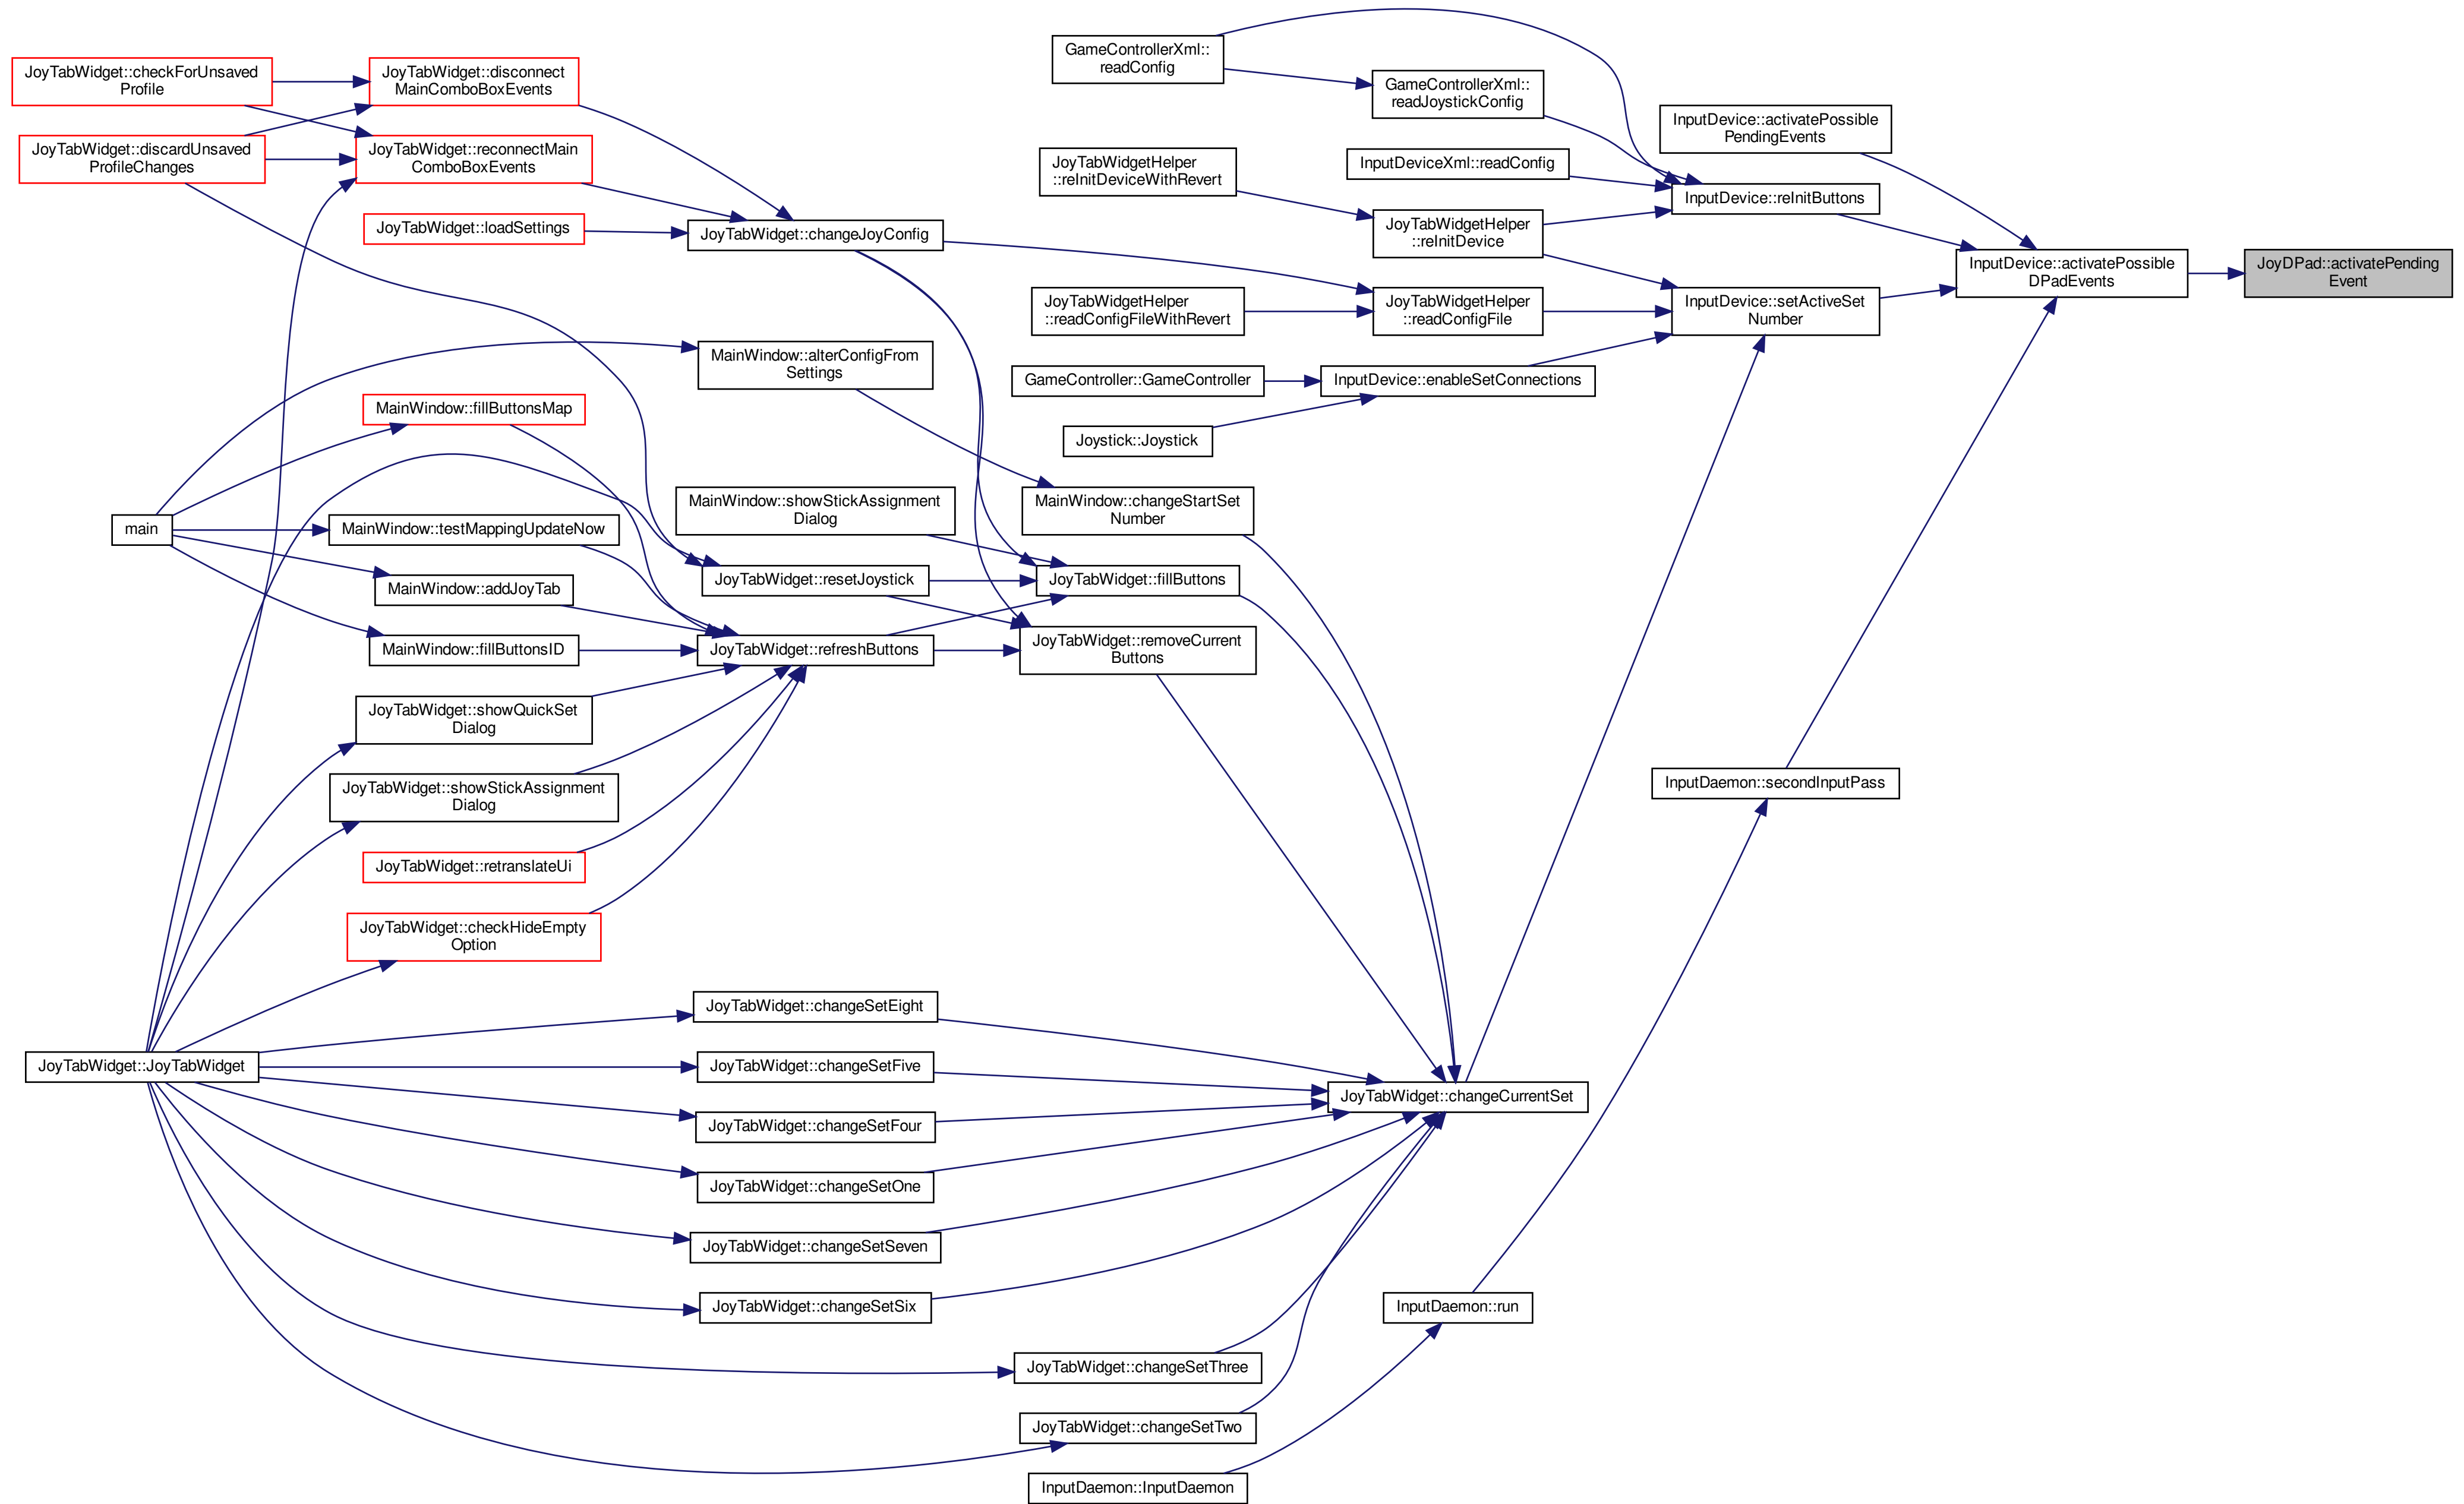 GameControllerXml::
readConfig
JoyTabWidget::checkForUnsaved
Profile
JoyTabWidget::disconnect
MainComboBoxEvents
GameControllerXml::
readJoystickConfig
InputDevice::activatePossible
PendingEvents
JoyTabWidget::discardUnsaved
ProfileChanges
JoyTabWidget::reconnectMain
ComboBoxEvents
InputDeviceXml::readConfig
JoyTabWidgetHelper
::reInitDeviceWithRevert
InputDevice::reInitButtons
JoyTabWidget::loadSettings
JoyTabWidget::changeJoyConfig
JoyTabWidgetHelper
::reInitDevice
InputDevice::activatePossible
DPadEvents
JoyDPad::activatePending
Event
JoyTabWidgetHelper
::readConfigFileWithRevert
JoyTabWidgetHelper
::readConfigFile
InputDevice::setActiveSet
Number
MainWindow::alterConfigFrom
Settings
GameController::GameController
InputDevice::enableSetConnections
MainWindow::fillButtonsMap
Joystick::Joystick
MainWindow::showStickAssignment
Dialog
MainWindow::changeStartSet
Number
main
MainWindow::testMappingUpdateNow
JoyTabWidget::resetJoystick
JoyTabWidget::fillButtons
MainWindow::addJoyTab
MainWindow::fillButtonsID
JoyTabWidget::refreshButtons
JoyTabWidget::removeCurrent
Buttons
JoyTabWidget::showQuickSet
Dialog
JoyTabWidget::showStickAssignment
Dialog
InputDaemon::secondInputPass
JoyTabWidget::retranslateUi
JoyTabWidget::checkHideEmpty
Option
JoyTabWidget::changeSetEight
JoyTabWidget::JoyTabWidget
JoyTabWidget::changeSetFive
JoyTabWidget::changeCurrentSet
JoyTabWidget::changeSetFour
JoyTabWidget::changeSetOne
JoyTabWidget::changeSetSeven
JoyTabWidget::changeSetSix
InputDaemon::run
JoyTabWidget::changeSetThree
JoyTabWidget::changeSetTwo
InputDaemon::InputDaemon